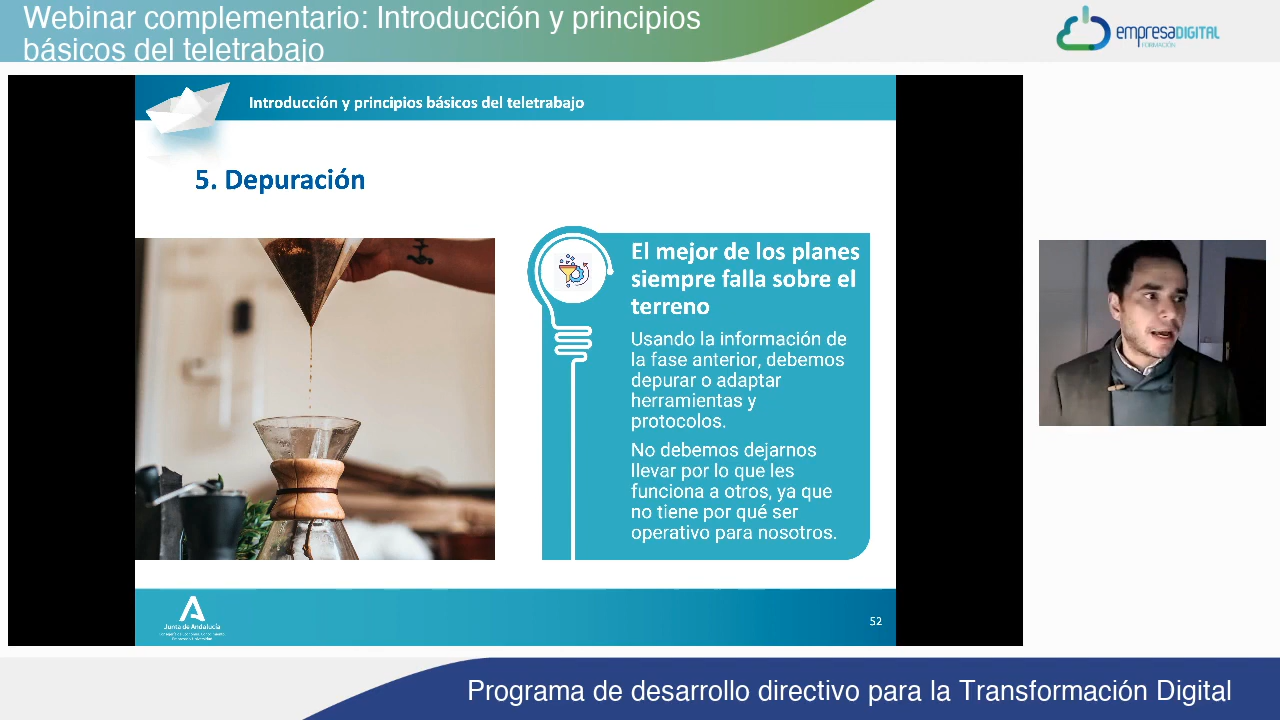 Webinar complementario: Introducción y principios
básicos del teletrabajo
empresaDIGITAL
FORMACIÓN
Introducción y principios básicos del teletrabajo
5. Depuración
El mejor de los planes
siempre falla sobre el
terreno
Usando la información de
la fase anterior, debemos
depurar o adaptar
herramientas y
protocolos.
No debemos dejarnos
llevar por lo que les
funciona a otros, ya que
no tiene por qué ser
operativo para nosotros.
Junta de Andalucía
52
Programa de desarrollo directivo para la Transformación Digital